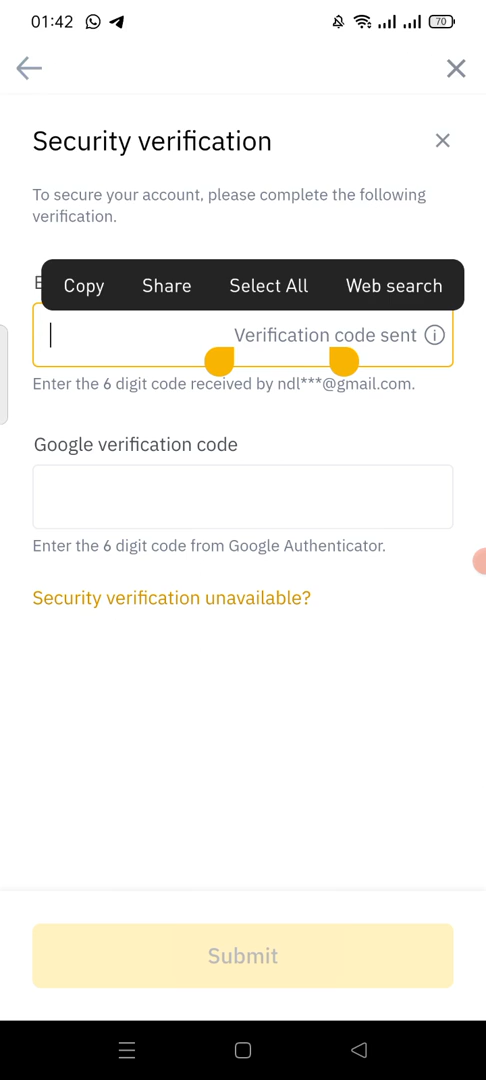 01:42
70
Security verification
To secure your account, please complete the following
verification.
Copy Share Select All Web search
Verification code sent
Enter the 6 digit code received by ndl***@gmail.com.
Google verification code
Enter the 6 digit code from Google Authenticator.
Security verification unavailable?
Submit